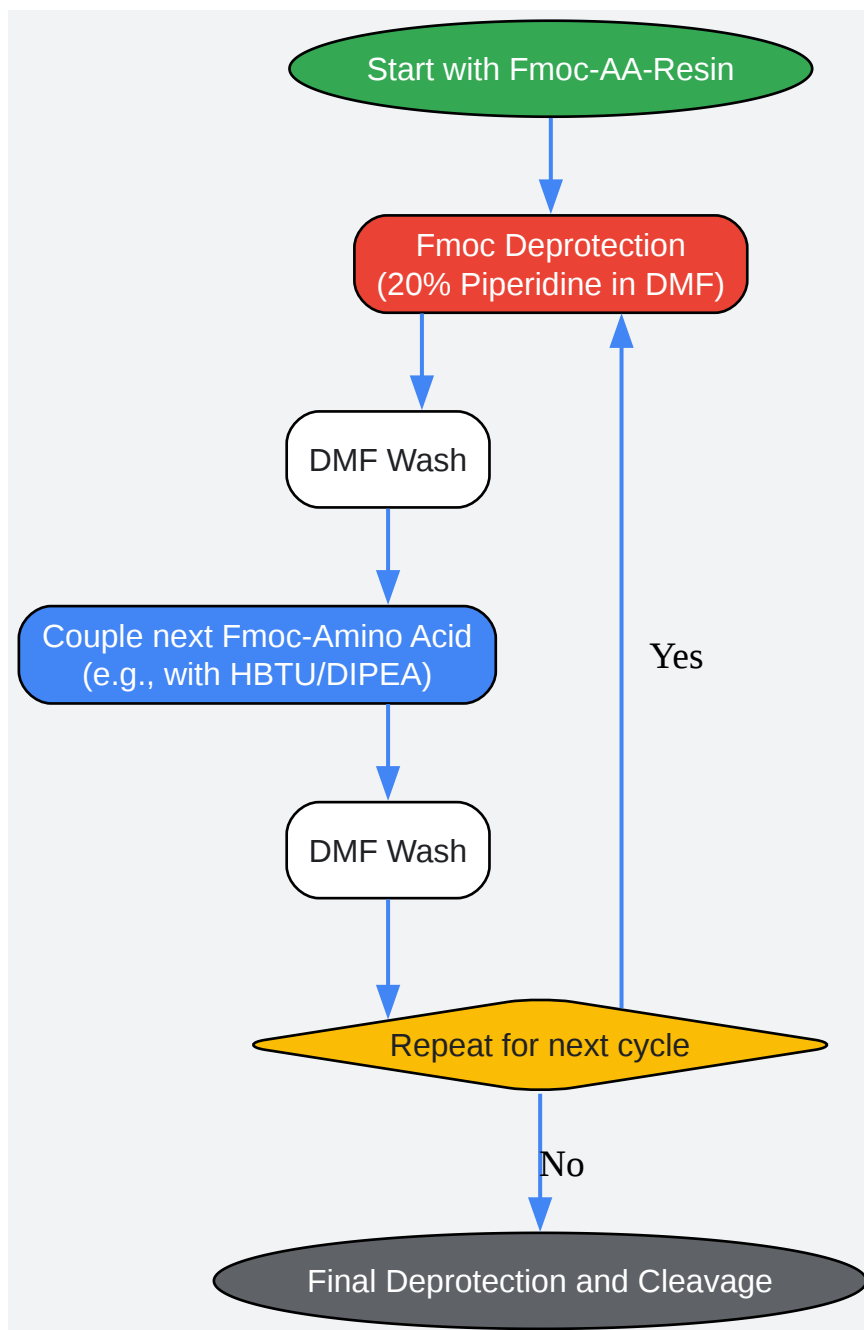 Start with Fmoc-AA-Resin
Fmoc Deprotection
(20% Piperidine in DMF)
DMF Wash
Couple next Fmoc-Amino Acid
(e.g., with HBTU/DIPEA)
Yes
DMF Wash
Repeat for next cycle
No
Final Deprotection and Cleavage